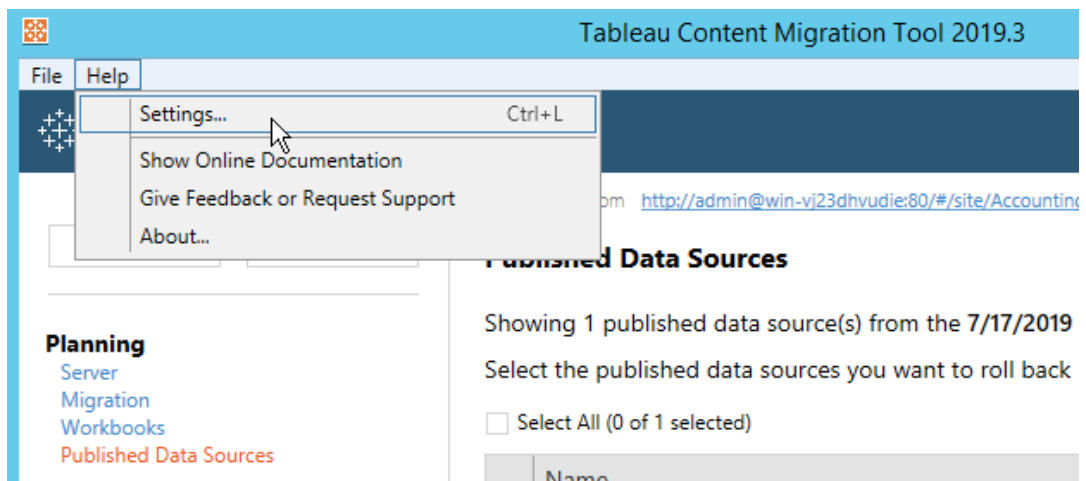 Tableau Content Migration Tool 2019.3
File Help
Settings... Ctrl+L
Show Online Documentation
Give Feedback or Request Support
About...
http://admin@win-vj23dhvudie:80/#/site/Accounting
Published Data Sources
Showing 1 published data source(s) from the 7/17/2019
Select the published data sources you want to roll back
Select All (0 of 1 selected)
Name
Planning
Server
Migration
Workbooks
Published Data Sources